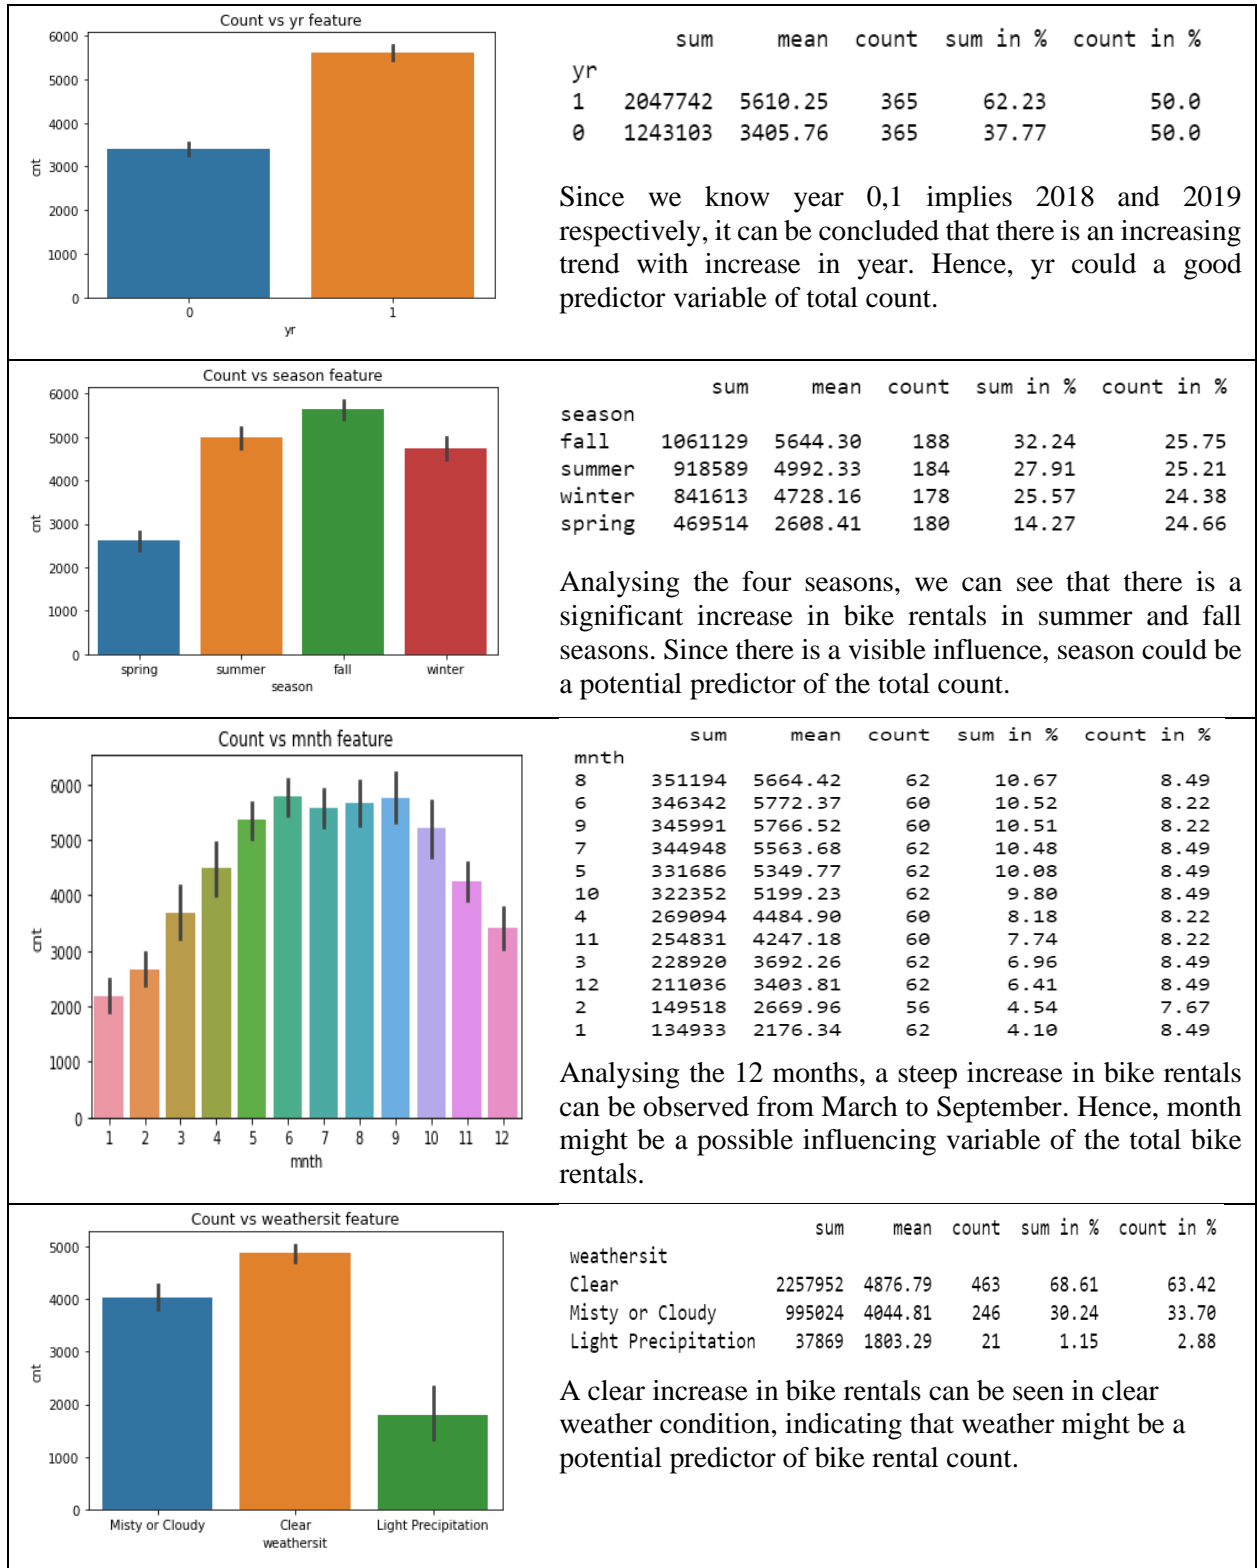 Count vs yr feature
6000
5000
4000
3000
2000
1000
0
cnt
0 1
yr
sum mean count sum in % count in %
yr
1 2047742 5610.25 365 62.23 50.0
0 1243103 3405.76 365 37.77 50.0
Since we know year 0,1 implies 2018 and 2019
respectively, it can be concluded that there is an increasing
trend with increase in year. Hence, yr could a good
predictor variable of total count.
Count vs season feature
6000
5000
4000
3000
2000
1000
0
cnt
spring summer fall winter
season
sum mean count sum in % count in %
season
fall 1061129 5644.30 188 32.24 25.75
summer 918589 4992.33 184 27.91 25.21
winter 841613 4728.16 178 25.57 24.38
spring 469514 2608.41 180 14.27 24.66
Analysing the four seasons, we can see that there is a
significant increase in bike rentals in summer and fall
seasons. Since there is a visible influence, season could be
a potential predictor of the total count.
Count vs mnth feature
6000
5000
4000
3000
2000
1000
0
cnt
1 2 3 4 5 6 7 8 9 10 11 12
mnth
sum mean count sum in % count in %
mnth
8 351194 5664.42 62 10.67 8.49
6 346342 5772.37 60 10.52 8.22
9 345991 5766.52 60 10.51 8.22
7 344948 5563.68 62 10.48 8.49
5 331686 5349.77 62 10.08 8.49
10 322352 5199.23 62 9.80 8.49
4 269094 4484.90 60 8.18 8.22
11 254831 4247.18 60 7.74 8.22
3 228920 3692.26 62 6.96 8.49
12 211036 3403.81 62 6.41 8.49
2 149518 2669.96 56 4.54 7.67
1 134933 2176.34 62 4.10 8.49
Analysing the 12 months, a steep increase in bike rentals
can be observed from March to September. Hence, month
might be a possible influencing variable of the total bike
rentals.
Count vs weathersit feature
5000
4000
3000
2000
1000
0
cnt
Misty or Cloudy Clear Light Precipitation
weathersit
sum mean count sum in % count in %
weathersit
Clear 2257952 4876.79 463 68.61 63.42
Misty or Cloudy 995024 4044.81 246 30.24 33.70
Light Precipitation 37869 1803.29 21 1.15 2.88
A clear increase in bike rentals can be seen in clear
weather condition, indicating that weather might be a
potential predictor of bike rental count.